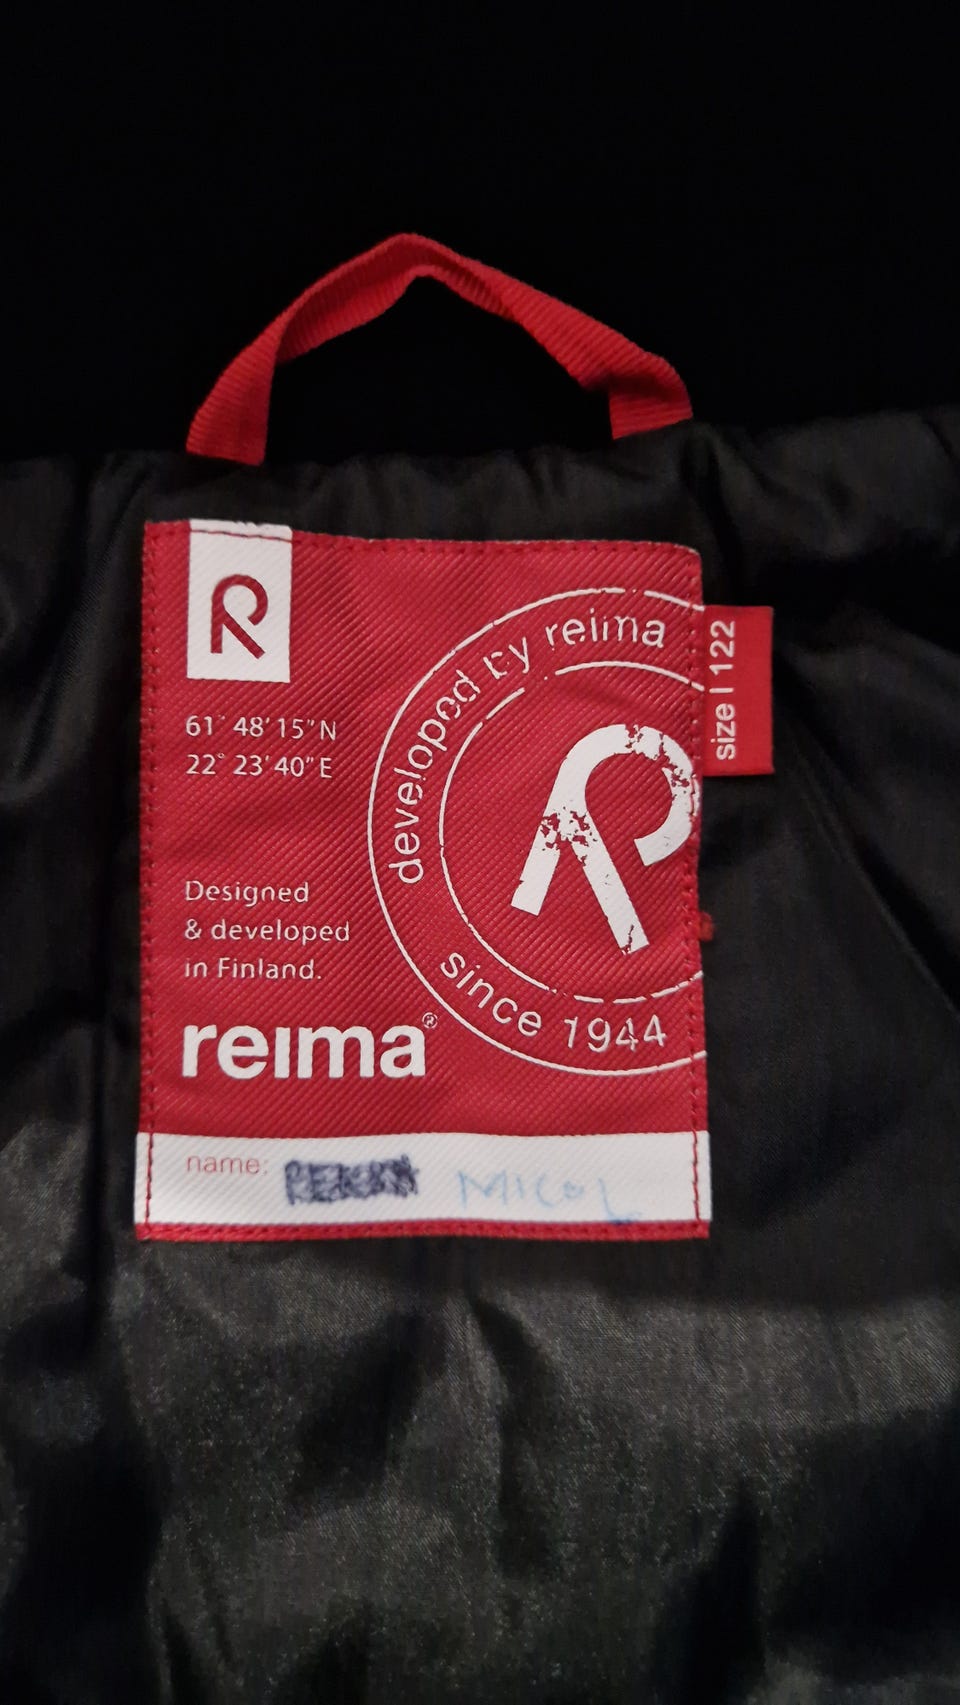 R
61° 48' 15" N
22° 23' 40" E
developed by reima
since 1944
R
size | 122
Designed
& developed
in Finland.
reima®
name: MICOL